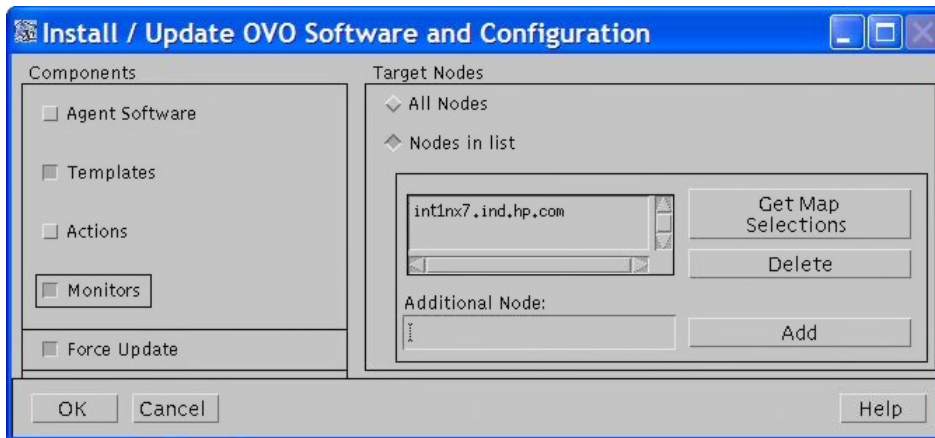 Install / Update OVO Software and Configuration
Components
Agent Software
Templates
Actions
Monitors
Force Update
Target Nodes
All Nodes
Nodes in list
int1nx7.ind.hp.com
Get Map
Selections
Delete
Additional Node:
Add
OK
Cancel
Help